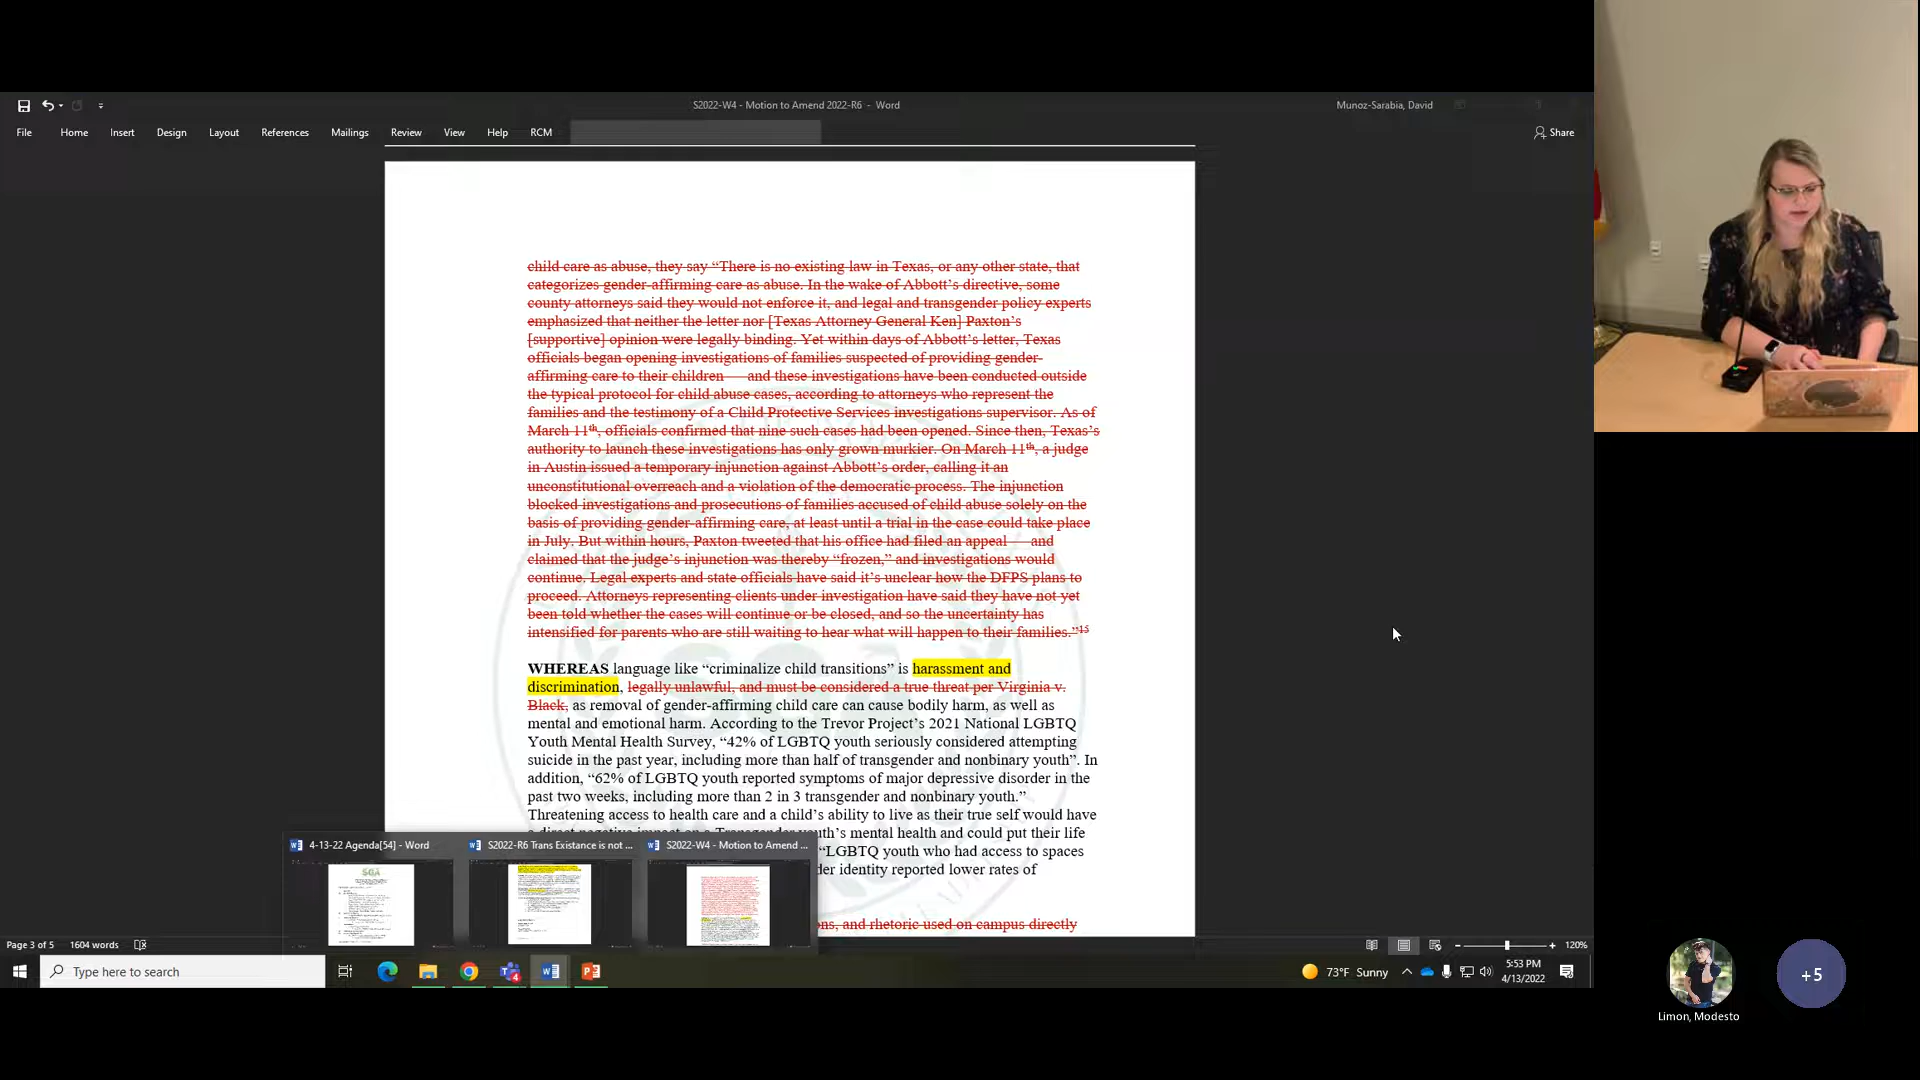 S2022-W4 - Motion to Amend 2022-R6 - Word
Munoz-Sarabia, David
File Home Insert Design Layout References Mailings Review View Help RCM
Share
child care as abuse, they say “There is no existing law in Texas, or any other state, that
categorizes gender-affirming care as abuse. In the wake of Abbott’s directive, some
county attorneys said they would not enforce it, and legal and transgender policy experts
emphasized that neither the letter nor [Texas Attorney General Ken] Paxton’s
[supportive] opinion were legally binding. Yet within days of Abbott’s letter, Texas
officials began opening investigations of families suspected of providing gender-
affirming care to their children — and these investigations have been conducted outside
the typical protocol for child abuse cases, according to attorneys who represent the
families and the testimony of a Child Protective Services investigations supervisor. As of
March 11th, officials confirmed that nine such cases had been opened. Since then, Texas’s
authority to launch these investigations has only grown murkier. On March 11th, a judge
in Austin issued a temporary injunction against Abbott’s order, calling it an
unconstitutional overreach and a violation of the democratic process. The injunction
blocked investigations and prosecutions of families accused of child abuse solely on the
basis of providing gender-affirming care, at least until a trial in the case could take place
in July. But within hours, Paxton tweeted that his office had filed an appeal — and
claimed that the judge’s injunction was thereby “frozen,” and investigations would
continue. Legal experts and state officials have said it’s unclear how the DFPS plans to
proceed. Attorneys representing clients under investigation have said they have not yet
been told whether the cases will continue or be closed, and so the uncertainty has
intensified for parents who are still waiting to hear what will happen to their families.”15
WHEREAS language like “criminalize child transitions” is harassment and
discrimination, legally unlawful, and must be considered a true threat per Virginia v.
Black, as removal of gender-affirming child care can cause bodily harm, as well as
mental and emotional harm. According to the Trevor Project’s 2021 National LGBTQ
Youth Mental Health Survey, “42% of LGBTQ youth seriously considered attempting
suicide in the past year, including more than half of transgender and nonbinary youth”. In
addition, “62% of LGBTQ youth reported symptoms of major depressive disorder in the
past two weeks, including more than 2 in 3 transgender and nonbinary youth.”
Threatening access to health care and a child’s ability to live as their true self would have
a direct negative impact on a Transgender youth’s mental health and could put their life
“LGBTQ youth who had access to spaces
der identity reported lower rates of
ons, and rhetoric used on campus directly
4-13-22 Agenda[54] - Word
S2022-R6 Trans Existance is not ...
S2022-W4 - Motion to Amend ...
SGA
Page 3 of 5 1604 words
120%
Type here to search
73°F Sunny
5:53 PM
4/13/2022
+5
Limon, Modesto